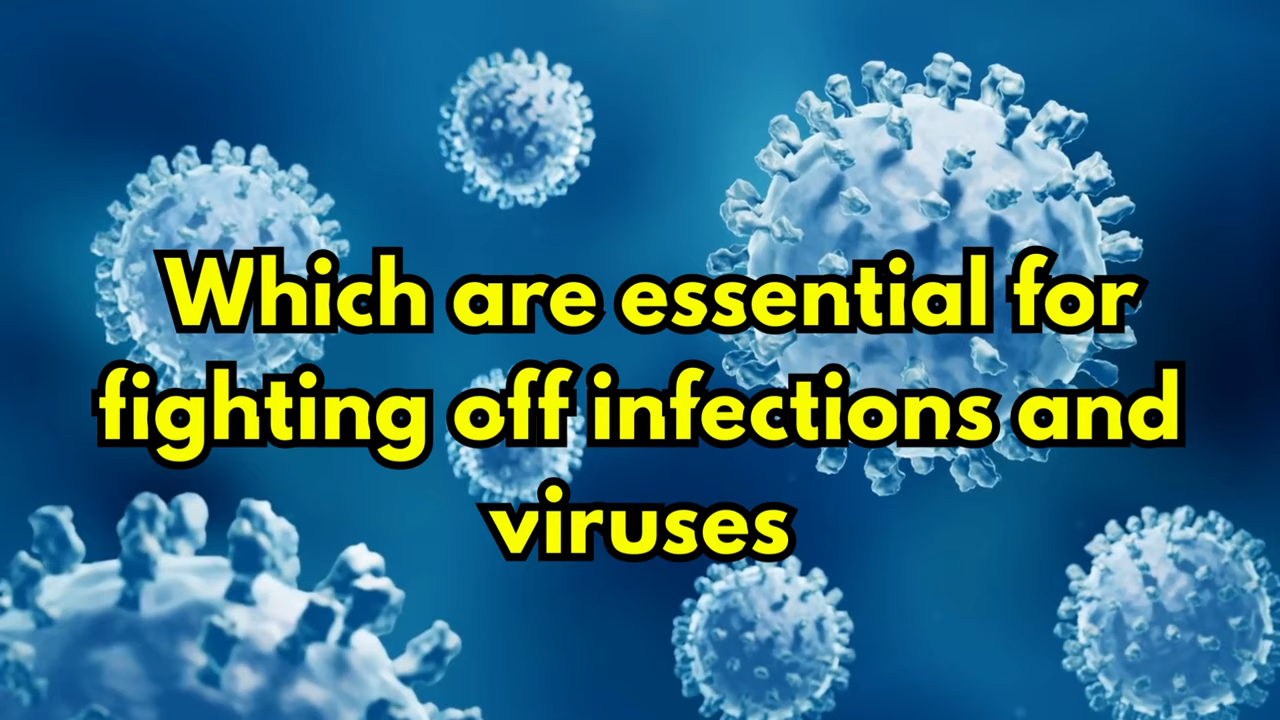 Which are essential for
fighting off infections and
viruses